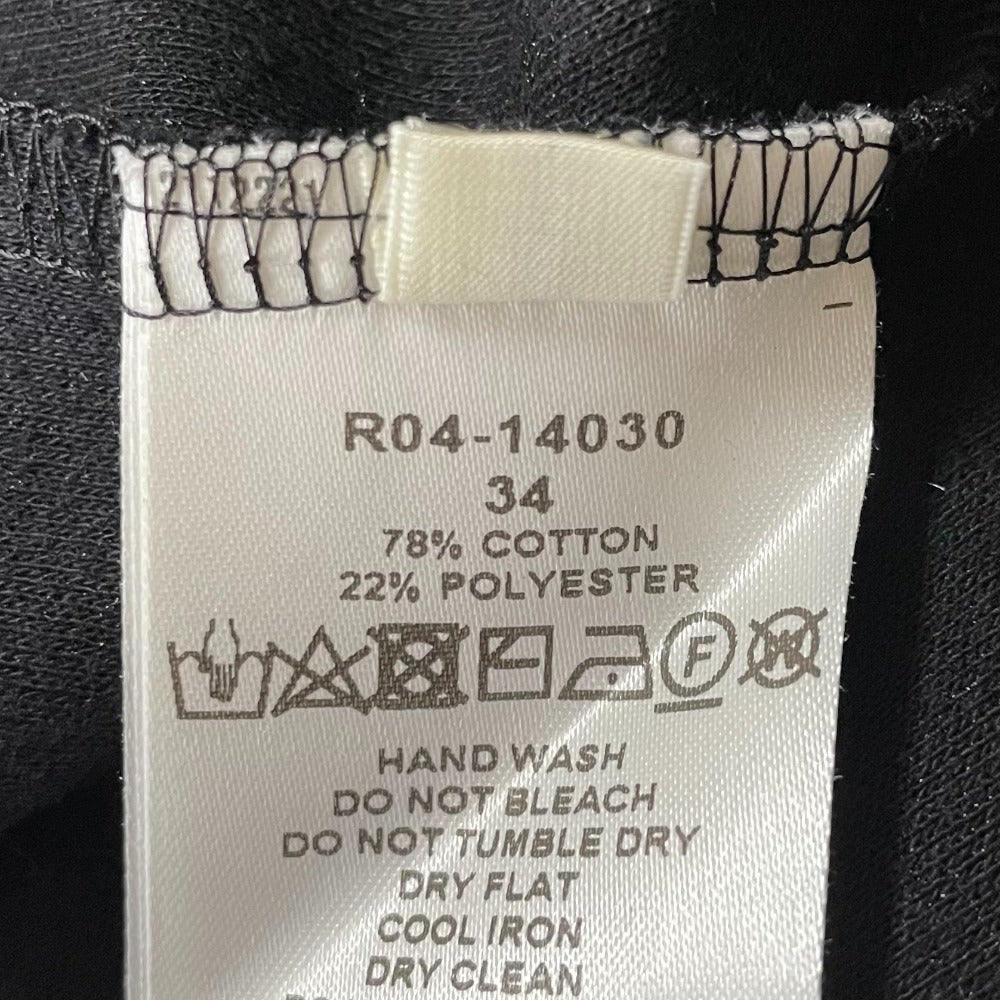 R04-14030
34
78% COTTON
22% POLYESTER
F W
HAND WASH
DO NOT BLEACH
DO NOT TUMBLE DRY
DRY FLAT
COOL IRON
DRY CLEAN